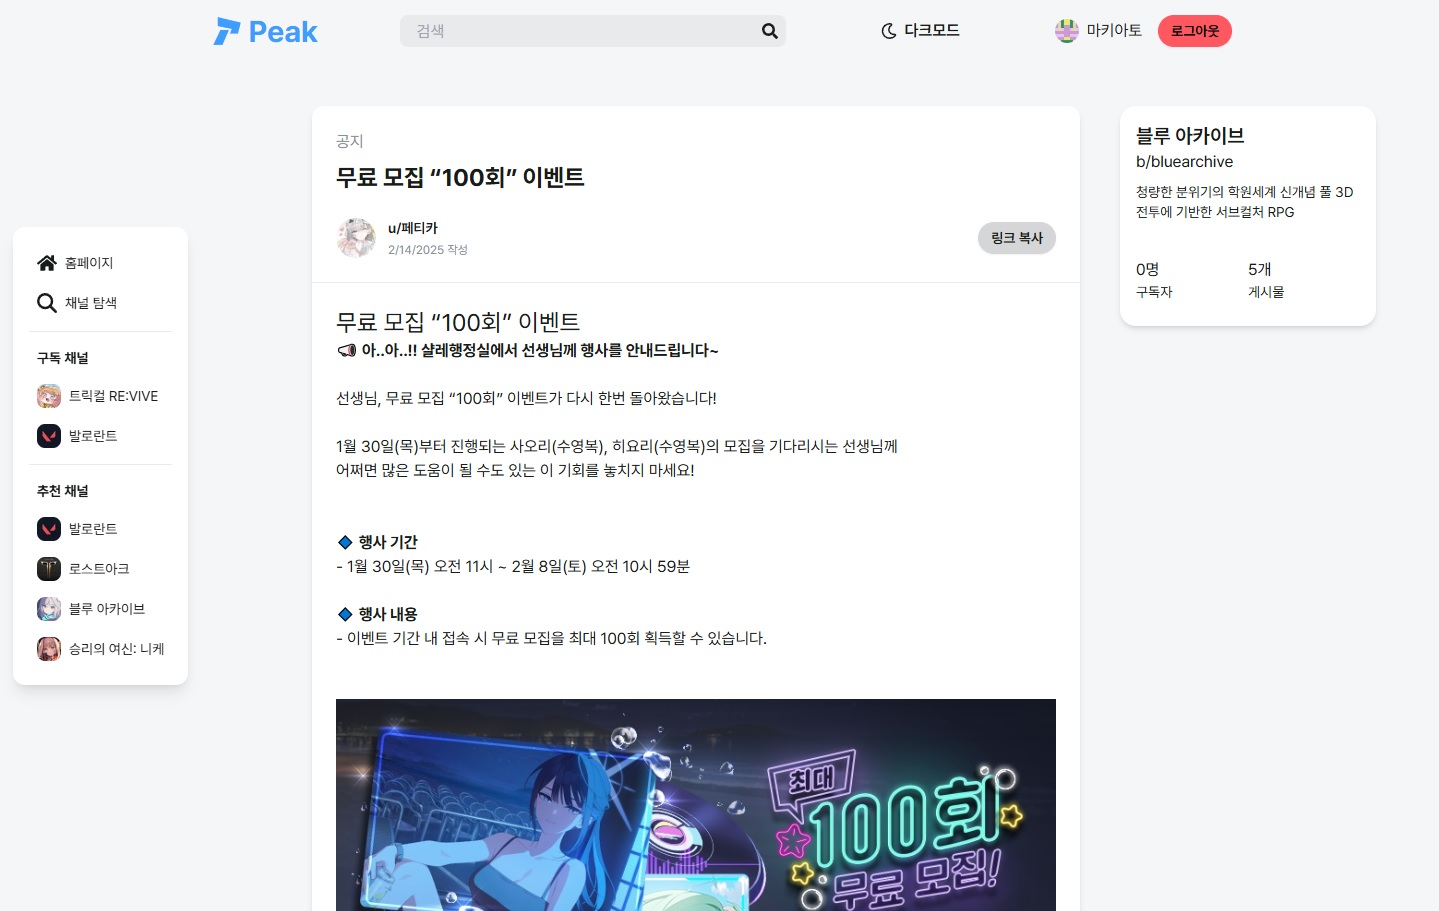 Peak
검색
다크모드
마키아토
로그아웃
홈페이지
채널 탐색
구독 채널
트릭컬 RE:VIVE
발로란트
추천 채널
발로란트
로스트아크
블루 아카이브
승리의 여신: 니케
공지
무료 모집 “100회” 이벤트
u/페티카
2/14/2025 작성
링크 복사
무료 모집 “100회” 이벤트
📢 아..아..!! 샬레행정실에서 선생님께 행사를 안내드립니다~
선생님, 무료 모집 “100회” 이벤트가 다시 한번 돌아왔습니다!
1월 30일(목)부터 진행되는 사오리(수영복), 히요리(수영복)의 모집을 기다리시는 선생님께
어쩌면 많은 도움이 될 수도 있는 이 기회를 놓치지 마세요!
🔷 행사 기간
- 1월 30일(목) 오전 11시 ~ 2월 8일(토) 오전 10시 59분
🔷 행사 내용
- 이벤트 기간 내 접속 시 무료 모집을 최대 100회 획득할 수 있습니다.
최대
100회
무료 모집!
블루 아카이브
b/bluearchive
청량한 분위기의 학원세계 신개념 풀 3D
전투에 기반한 서브컬처 RPG
0명
구독자
5개
게시물